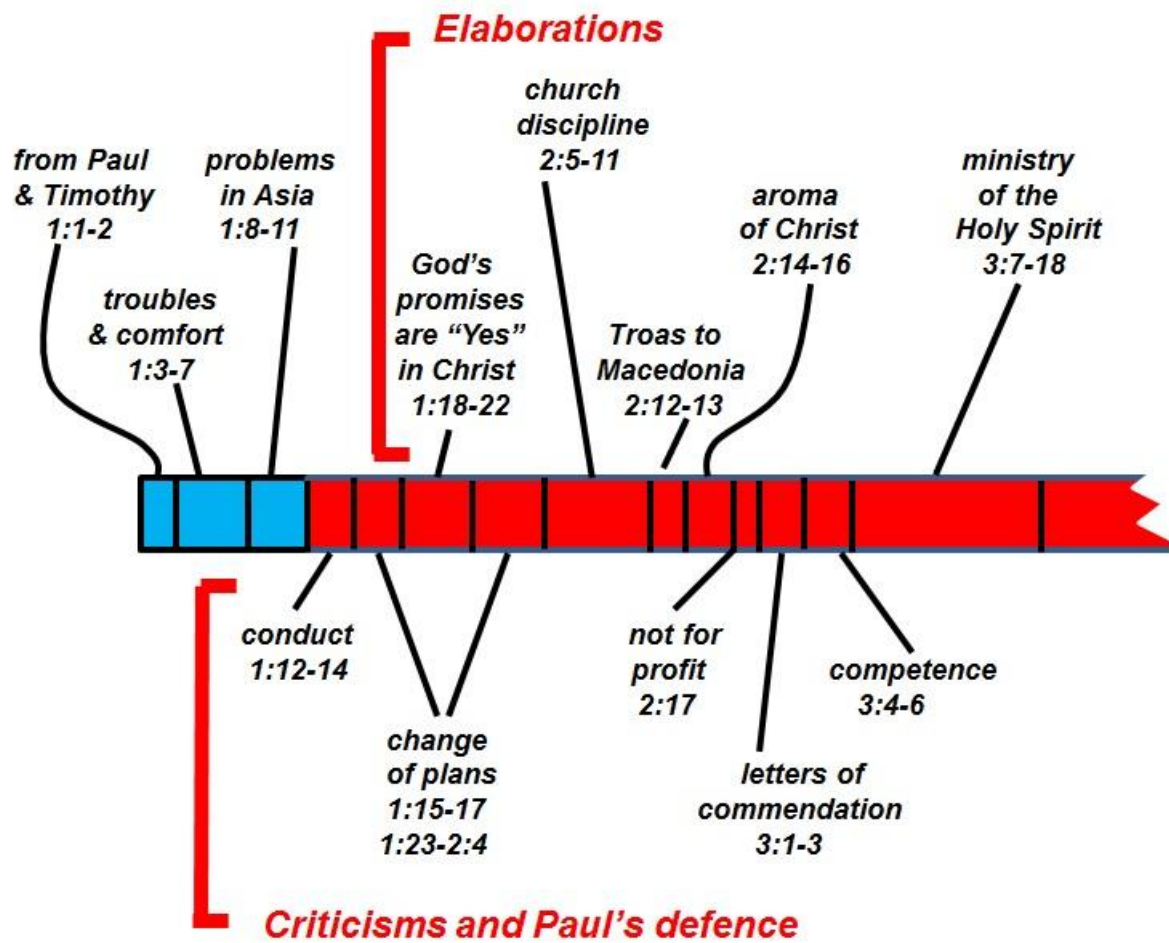 Elaborations
church
discipline
2:5-11
from Paul
& Timothy
1:1-2
problems
in Asia
1:8-11
aroma
of Christ
2:14-16
ministry
of the
Holy Spirit
3:7-18
troubles
& comfort
1:3-7
God's
promises
are “Yes”
in Christ
1:18-22
Troas to
Macedonia
2:12-13
conduct
1:12-14
change
of plans
1:15-17
1:23-2:4
not for
profit
2:17
letters of
commendation
3:1-3
competence
3:4-6
Criticisms and Paul's defence